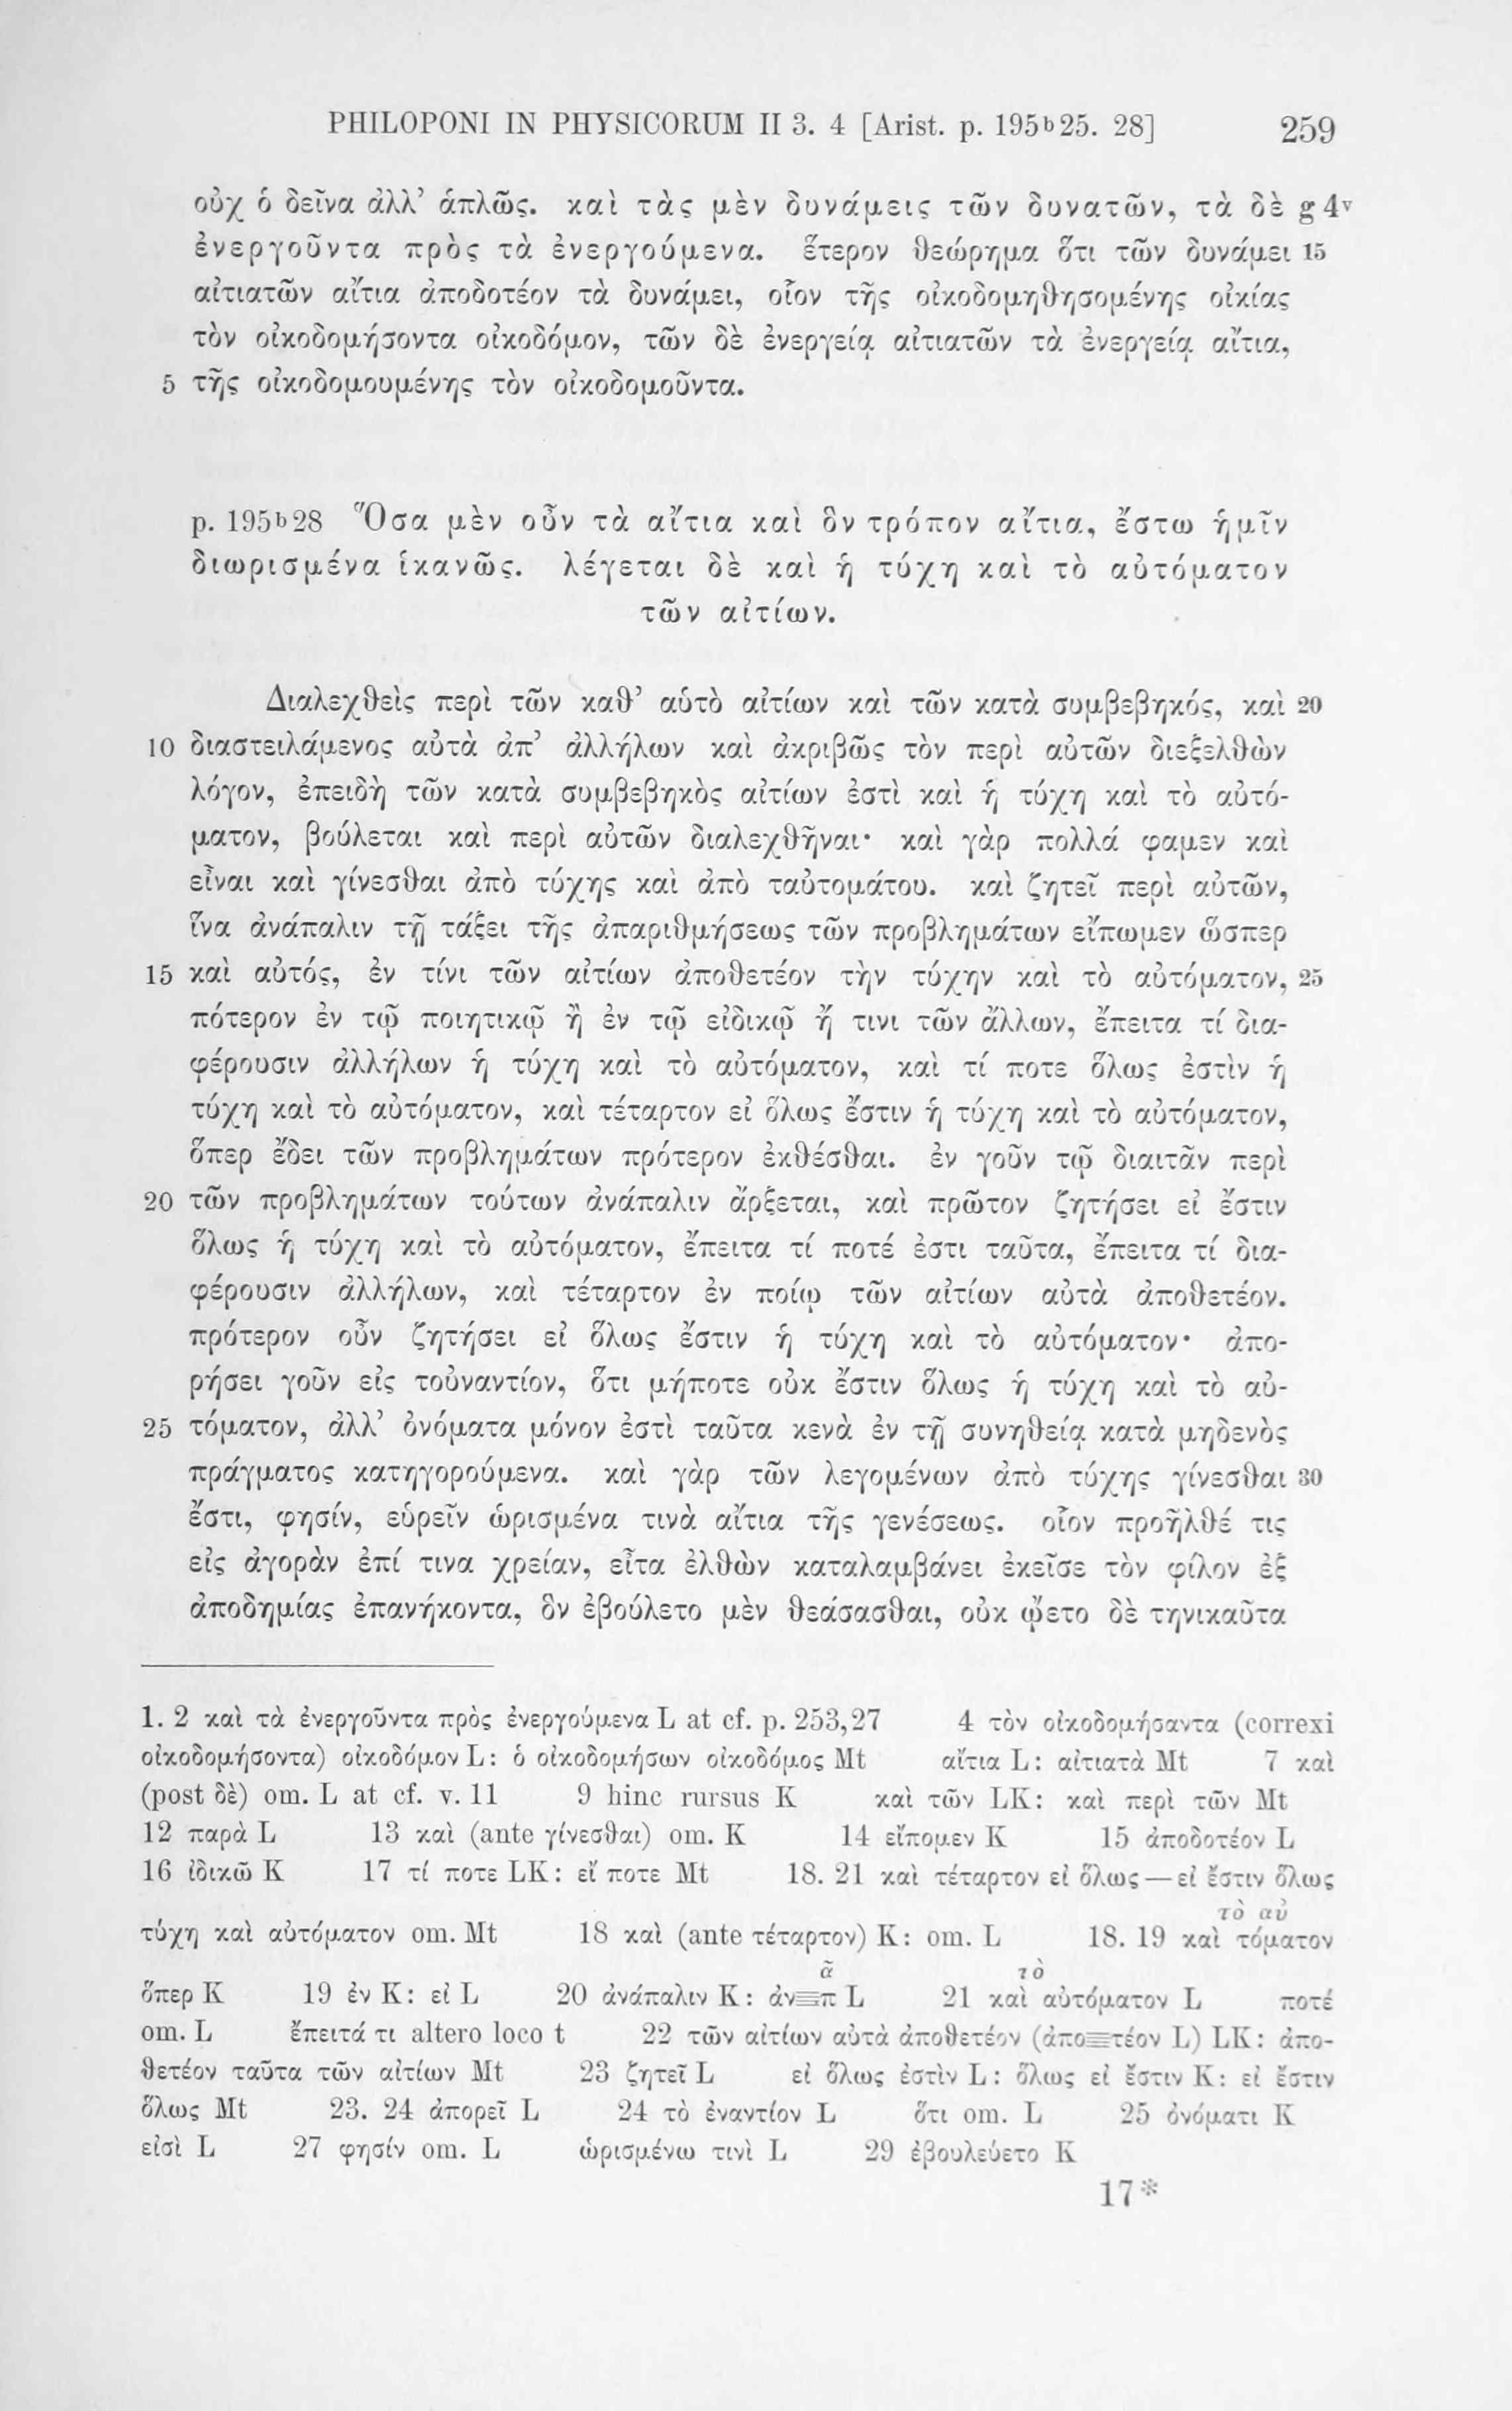 PHILOPONI IN PHYSICORUM II 3. 4 [Arist. p. 195ᵇ25. 28] 259
οὐχ ὁ δεῖνα ἀλλ’ ἁπλῶς. καὶ τὰς μὲν δυνάμεις τῶν δυνατῶν, τὰ δὲ g 4ᵛ
ἐνεργοῦντα πρὸς τὰ ἐνεργούμενα. ἕτερον θεώρημα ὅτι τῶν δυνάμει 15
αἰτιατῶν αἴτια ἀποδοτέον τὰ δυνάμει, οἷον τῆς οἰκοδομηθησομένης οἰκίας
τὸν οἰκοδομήσοντα οἰκοδόμον, τῶν δὲ ἐνεργείᾳ αἰτιατῶν τὰ ἐνεργείᾳ αἴτια,
5 τῆς οἰκοδομουμένης τὸν οἰκοδομοῦντα.
p. 195ᵇ28 Ὅσα μὲν οὖν τὰ αἴτια καὶ ὃν τρόπον αἴτια, ἔστω ἡμῖν
διωρισμένα ἱκανῶς. λέγεται δὲ καὶ ἡ τύχη καὶ τὸ αὐτόματον
τῶν αἰτίων.
Διαλεχθεὶς περὶ τῶν καθ’ αὑτὸ αἰτίων καὶ τῶν κατὰ συμβεβηκός, καὶ 20
10 διαστειλάμενος αὐτὰ ἀπ’ ἀλλήλων καὶ ἀκριβῶς τὸν περὶ αὐτῶν διεξελθὼν
λόγον, ἐπειδὴ τῶν κατὰ συμβεβηκὸς αἰτίων ἐστὶ καὶ ἡ τύχη καὶ τὸ αὐτό-
ματον, βούλεται καὶ περὶ αὐτῶν διαλεχθῆναι· καὶ γὰρ πολλά φαμεν καὶ
εἶναι καὶ γίνεσθαι ἀπὸ τύχης καὶ ἀπὸ ταὐτομάτου. καὶ ζητεῖ περὶ αὐτῶν,
ἵνα ἀνάπαλιν τῇ τάξει τῆς ἀπαριθμήσεως τῶν προβλημάτων εἴπωμεν ὥσπερ
15 καὶ αὐτός, ἐν τίνι τῶν αἰτίων ἀποθετέον τὴν τύχην καὶ τὸ αὐτόματον, 25
πότερον ἐν τῷ ποιητικῷ ἢ ἐν τῷ εἰδικῷ ἤ τινι τῶν ἄλλων, ἔπειτα τί δια-
φέρουσιν ἀλλήλων ἡ τύχη καὶ τὸ αὐτόματον, καὶ τί ποτε ὅλως ἐστὶν ἡ
τύχη καὶ τὸ αὐτόματον, καὶ τέταρτον εἰ ὅλως ἔστιν ἡ τύχη καὶ τὸ αὐτόματον,
ὅπερ ἔδει τῶν προβλημάτων πρότερον ἐκθέσθαι. ἐν γοῦν τῷ διαιτᾶν περὶ
20 τῶν προβλημάτων τούτων ἀνάπαλιν ἄρξεται, καὶ πρῶτον ζητήσει εἰ ἔστιν
ὅλως ἡ τύχη καὶ τὸ αὐτόματον, ἔπειτα τί ποτέ ἐστι ταῦτα, ἔπειτα τί δια-
φέρουσιν ἀλλήλων, καὶ τέταρτον ἐν ποίῳ τῶν αἰτίων αὐτὰ ἀποθετέον.
πρότερον οὖν ζητήσει εἰ ὅλως ἔστιν ἡ τύχη καὶ τὸ αὐτόματον· ἀπο-
ρήσει γοῦν εἰς τοὐναντίον, ὅτι μήποτε οὐκ ἔστιν ὅλως ἡ τύχη καὶ τὸ αὐ-
25 τόματον, ἀλλ’ ὀνόματα μόνον ἐστὶ ταῦτα κενὰ ἐν τῇ συνηθείᾳ κατὰ μηδενὸς
πράγματος κατηγορούμενα. καὶ γὰρ τῶν λεγομένων ἀπὸ τύχης γίνεσθαι 30
ἔστι, φησίν, εὑρεῖν ὡρισμένα τινὰ αἴτια τῆς γενέσεως. οἷον προῆλθέ τις
εἰς ἀγορὰν ἐπί τινα χρείαν, εἶτα ἐλθὼν καταλαμβάνει ἐκεῖσε τὸν φίλον ἐξ
ἀποδημίας ἐπανήκοντα, ὃν ἐβούλετο μὲν θεάσασθαι, οὐκ ᾤετο δὲ τηνικαῦτα
1. 2 καὶ τὰ ἐνεργοῦντα πρὸς ἐνεργούμενα L at cf. p. 253,27 4 τὸν οἰκοδομήσαντα (correxi
οἰκοδομήσοντα) οἰκοδόμον L: ὁ οἰκοδομήσων οἰκοδόμος Mt αἴτια L: αἰτιατὰ Mt 7 καὶ
(post δὲ) om. L at cf. v. 11 9 hinc rursus K καὶ τῶν LK: καὶ περὶ τῶν Mt
12 παρὰ L 13 καὶ (ante γίνεσθαι) om. K 14 εἴπομεν K 15 ἀποδοτέον L
16 ἰδικῶ K 17 τί ποτε LK: εἴ ποτε Mt 18. 21 καὶ τέταρτον εἰ ὅλως — εἰ ἔστιν ὅλως
τύχη καὶ αὐτόματον om. Mt 18 καὶ (ante τέταρτον) K: om. L 18. 19 καὶ τὸ αὐτόματον
ὅπερ K 19 ἐν K: εἰ L 20 ἀνάπαλιν K: ἀν≡π ᾶ L 21 καὶ τὸ αὐτόματον L ποτέ
om. L ἔπειτά τι altero loco t 22 τῶν αἰτίων αὐτὰ ἀποθετέον (ἀπο≡τέον L) LK: ἀπο-
θετέον ταῦτα τῶν αἰτίων Mt 23 ζητεῖ L εἰ ὅλως ἐστὶν L: ὅλως εἰ ἔστιν K: εἰ ἔστιν
ὅλως Mt 23. 24 ἀπορεῖ L 24 τὸ ἐναντίον L ὅτι om. L 25 ὀνόματι K
εἰσὶ L 27 φησίν om. L ὡρισμένω τινὶ L 29 ἐβουλεύετο K
17*